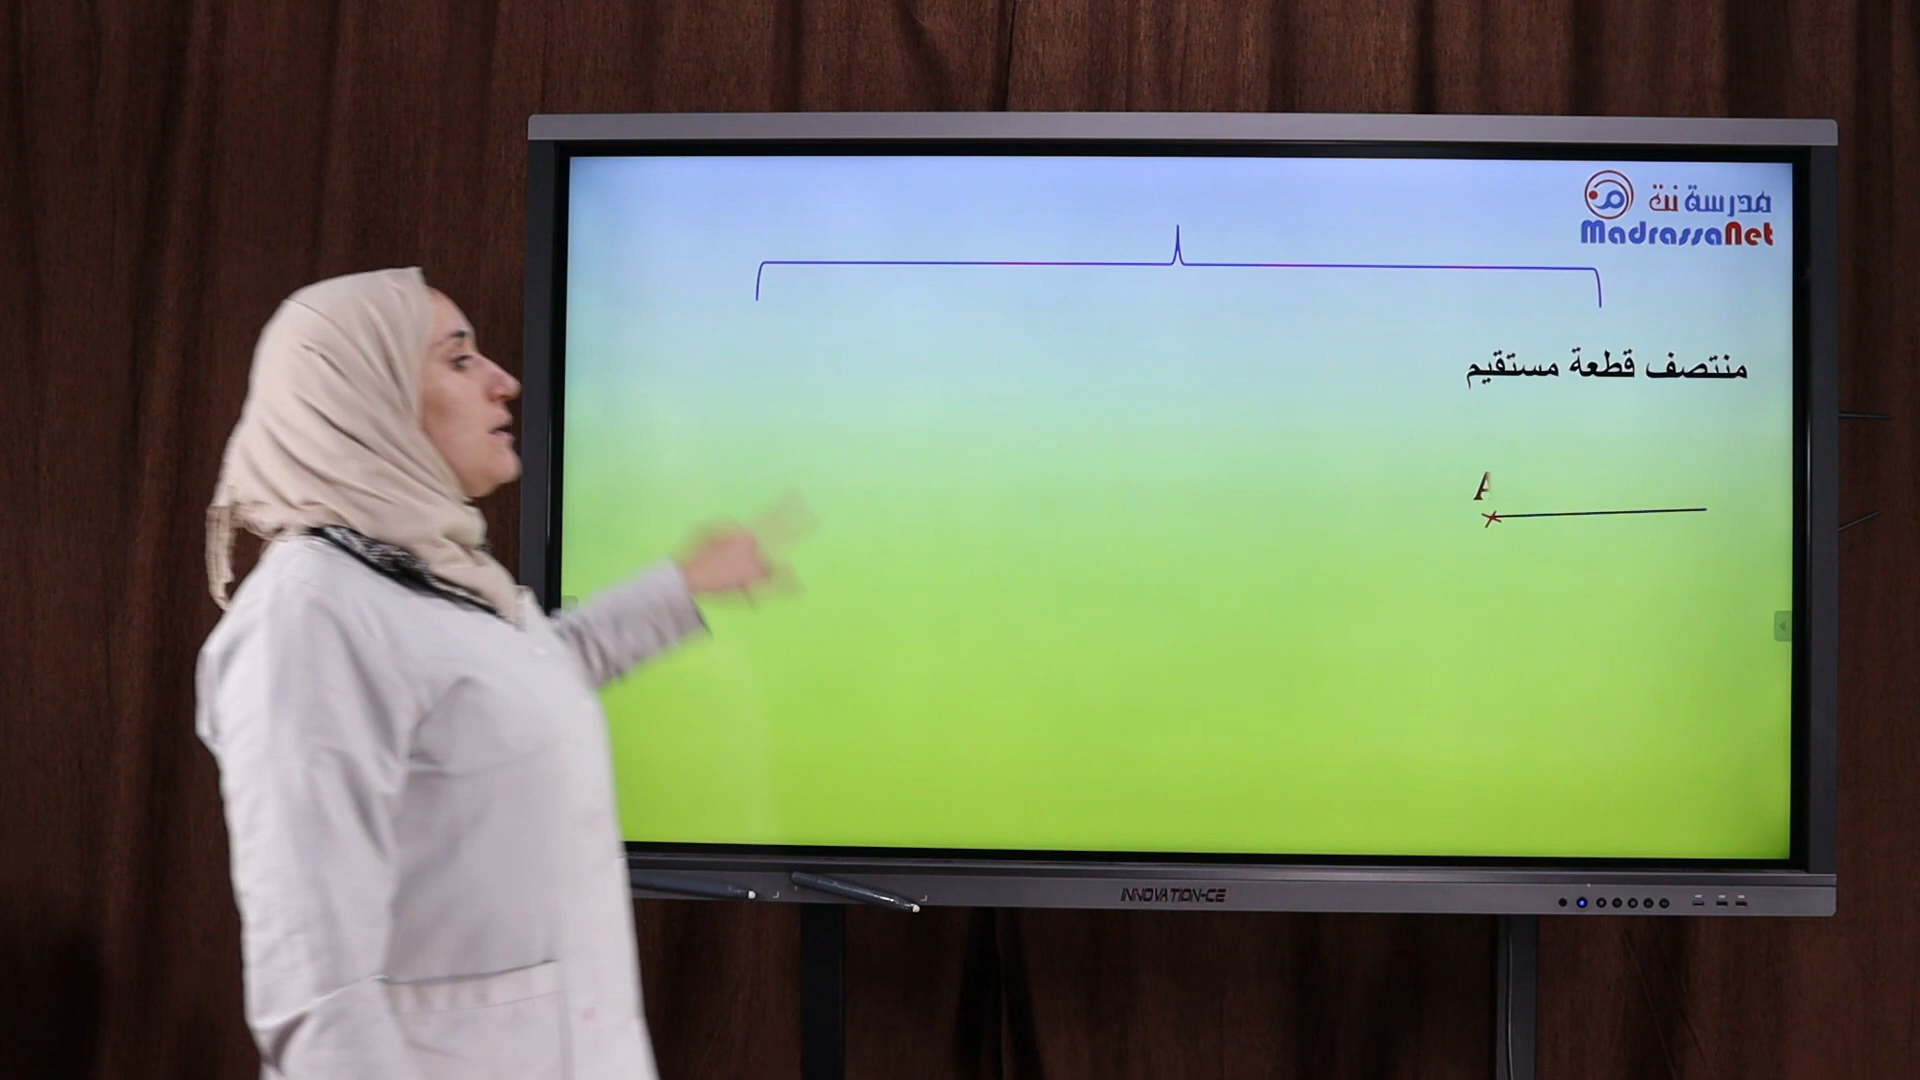 مدرسة نت
MadrassaNet
منتصف قطعة مستقيم
A
INNOVATION-CE